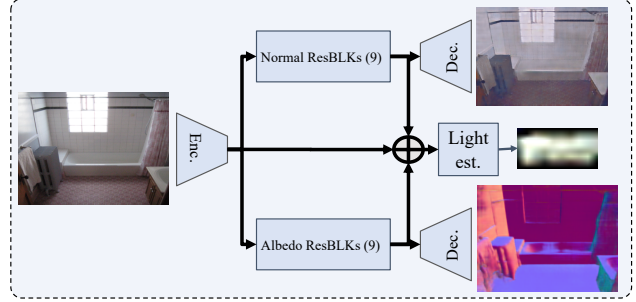 Normal ResBLKs (9)
Dec.
Enc.
Light
est.
Albedo ResBLKs (9)
Dec.